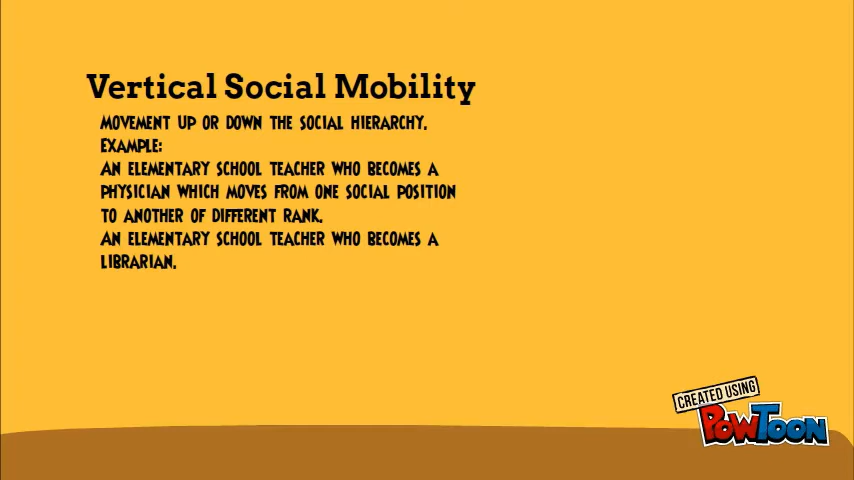 Vertical Social Mobility
MOVEMENT UP OR DOWN THE SOCIAL HIERARCHY.
EXAMPLE:
AN ELEMENTARY SCHOOL TEACHER WHO BECOMES A
PHYSICIAN WHICH MOVES FROM ONE SOCIAL POSITION
TO ANOTHER OF DIFFERENT RANK.
AN ELEMENTARY SCHOOL TEACHER WHO BECOMES A
LIBRARIAN.
CREATED USING
POWTOON